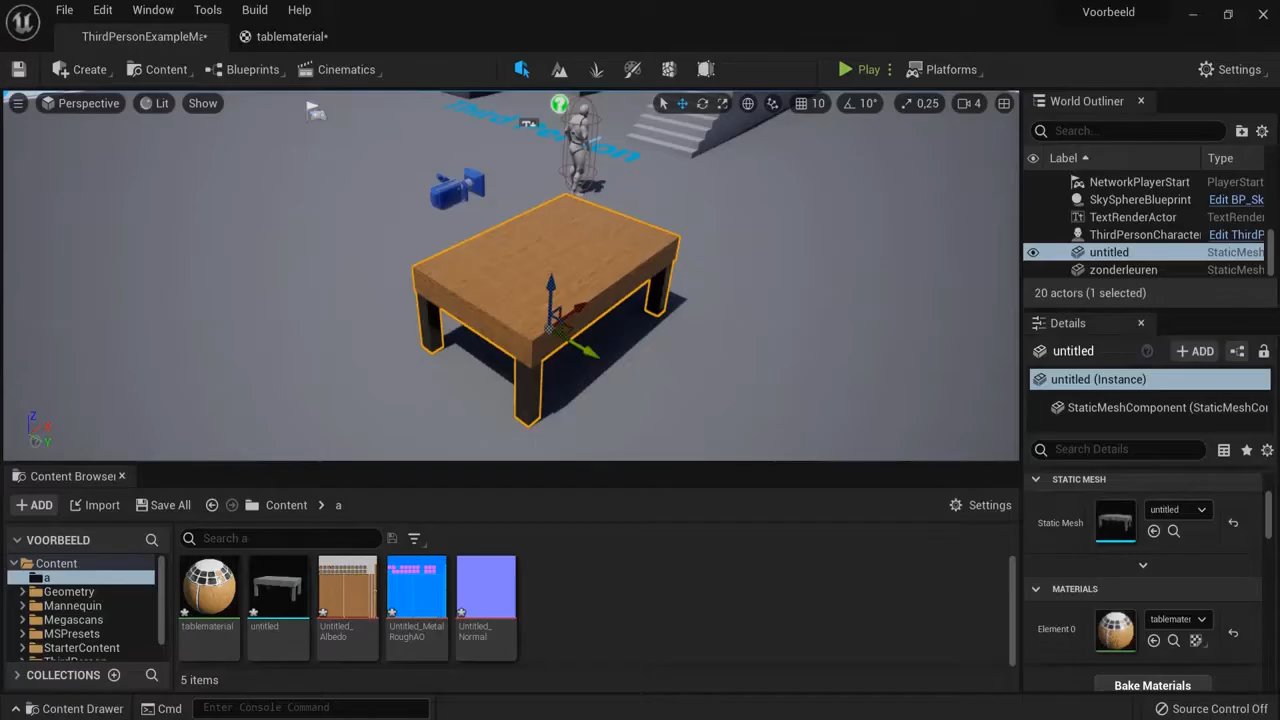 File Edit Window Tools Build Help
Voorbeeld
ThirdPersonExampleMa•
tablematerial•
Create Content Blueprints Cinematics Play Platforms Settings
Perspective Lit Show 10 10° 0,25 4
Third Person
World Outliner
Search...
Label Type
NetworkPlayerStart PlayerStart
SkySphereBlueprint Edit BP_Sk
TextRenderActor TextRender
ThirdPersonCharacter Edit ThirdP
untitled StaticMesh
zonderleuren StaticMesh
20 actors (1 selected)
Details
untitled + ADD
untitled (Instance)
StaticMeshComponent (StaticMeshCo
Search Details
STATIC MESH
Static Mesh untitled
MATERIALS
Element 0 tablemater
Bake Materials
Z
X
Y
Content Browser
+ ADD Import Save All Content a Settings
VOORBEELD
Content
a
Geometry
Mannequin
Megascans
MSPresets
StarterContent
COLLECTIONS
Search a
tablematerial
untitled
Untitled_
Albedo
Untitled_Metal
RoughAO
Untitled_
Normal
5 items
Content Drawer Cmd Enter Console Command Source Control Off